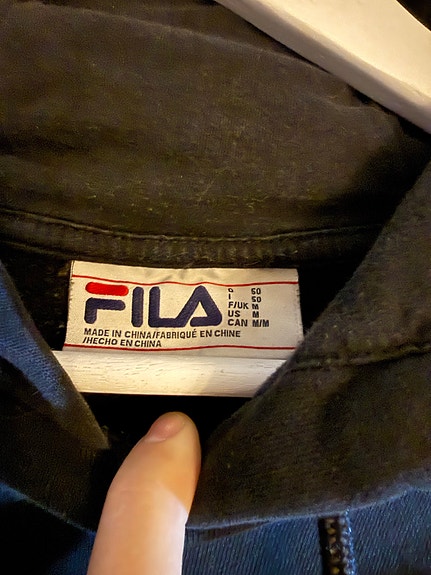 FILA
D 50
I 50
F/UK M
US M
CAN M/M
MADE IN CHINA/FABRIQUÉ EN CHINE
/HECHO EN CHINA